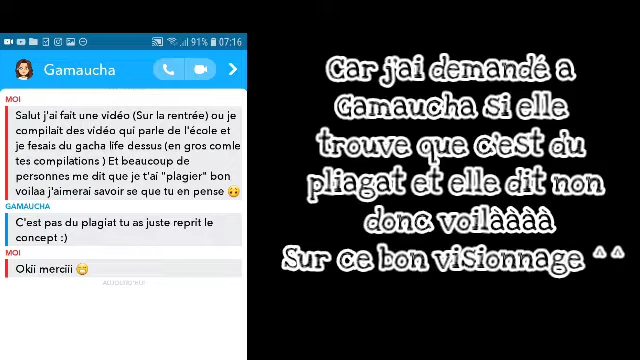 91% 07:16
Gamaucha
MOI
Salut j'ai fait une vidéo (Sur la rentrée) ou je
compilait des vídéo qui parle de l'école et
je fesais du gacha life dessus (en gros comle
tes compilations ) Et beaucoup de
personnes me dit que je t'ai "plagier" bon
voilaa j'aimerai savoir se que tu en pense
GAMAUCHA
C'est pas du plagiat tu as juste reprit le
concept :)
MOI
Okii merciii
AUJOURD'HUI
Car j'ai demandé a
Gamaucha si elle
trouve que c'est du
pliagat et elle dit non
donc voilàààà
Sur ce bon visionnage ^^